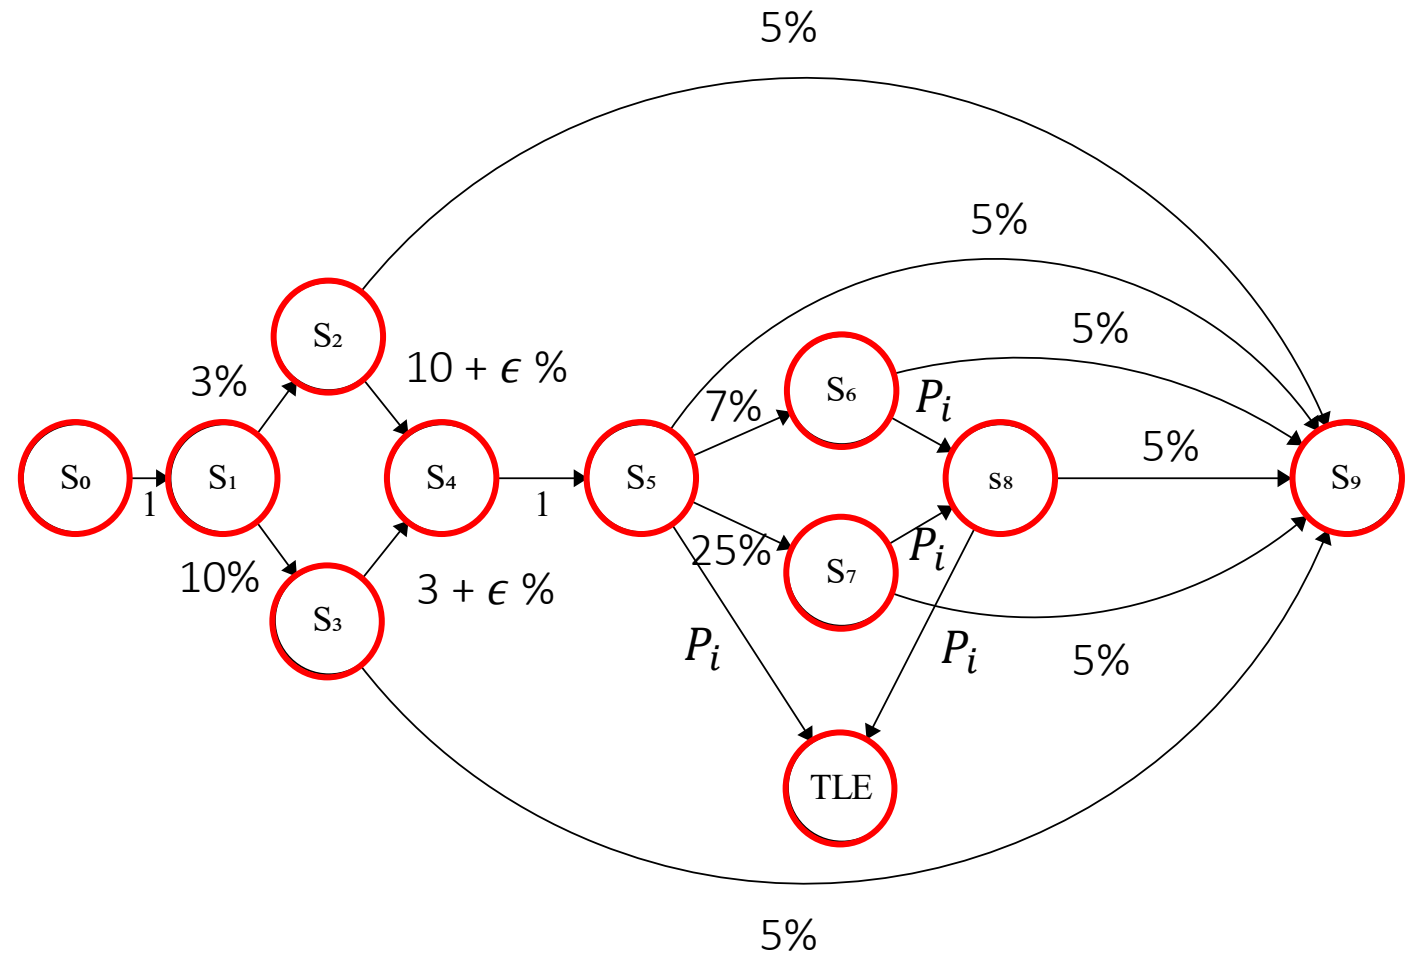 5%
5%
S₂
5%
10 + ϵ %
3%
S₆
7%
Pᵢ
5%
S₀
1
S₁
S₄
1
S₅
s₈
S₉
25%
Pᵢ
S₇
10%
3 + ϵ %
S₃
Pᵢ
Pᵢ
5%
TLE
5%